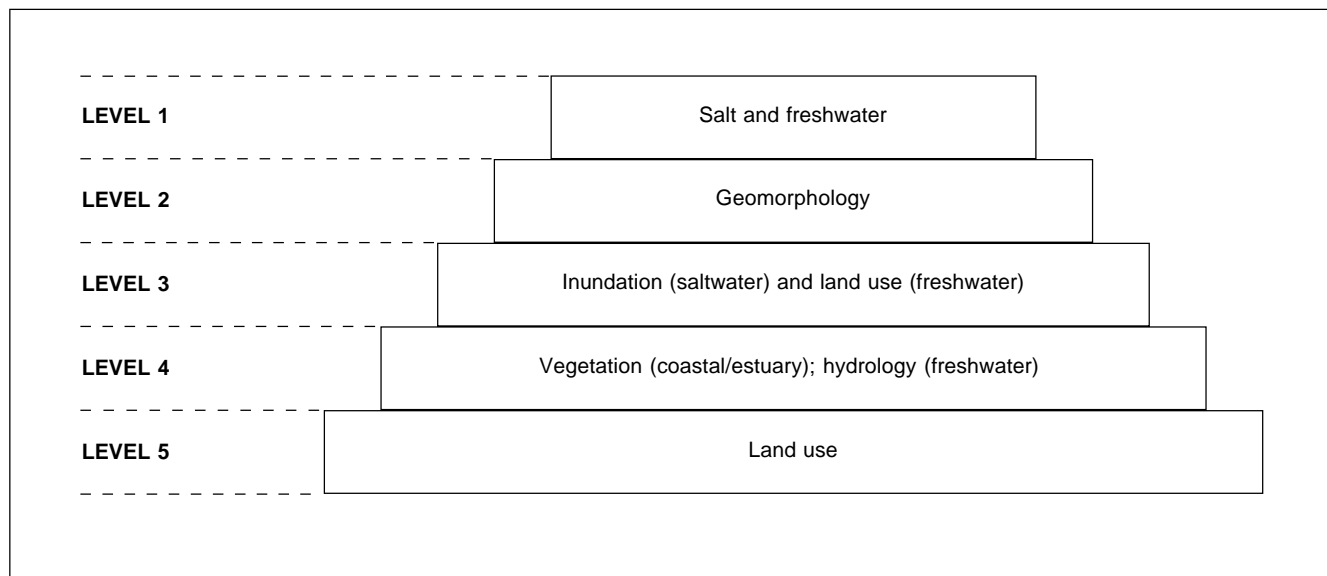 LEVEL 1
Salt and freshwater
LEVEL 2
Geomorphology
LEVEL 3
Inundation (saltwater) and land use (freshwater)
LEVEL 4
Vegetation (coastal/estuary); hydrology (freshwater)
LEVEL 5
Land use